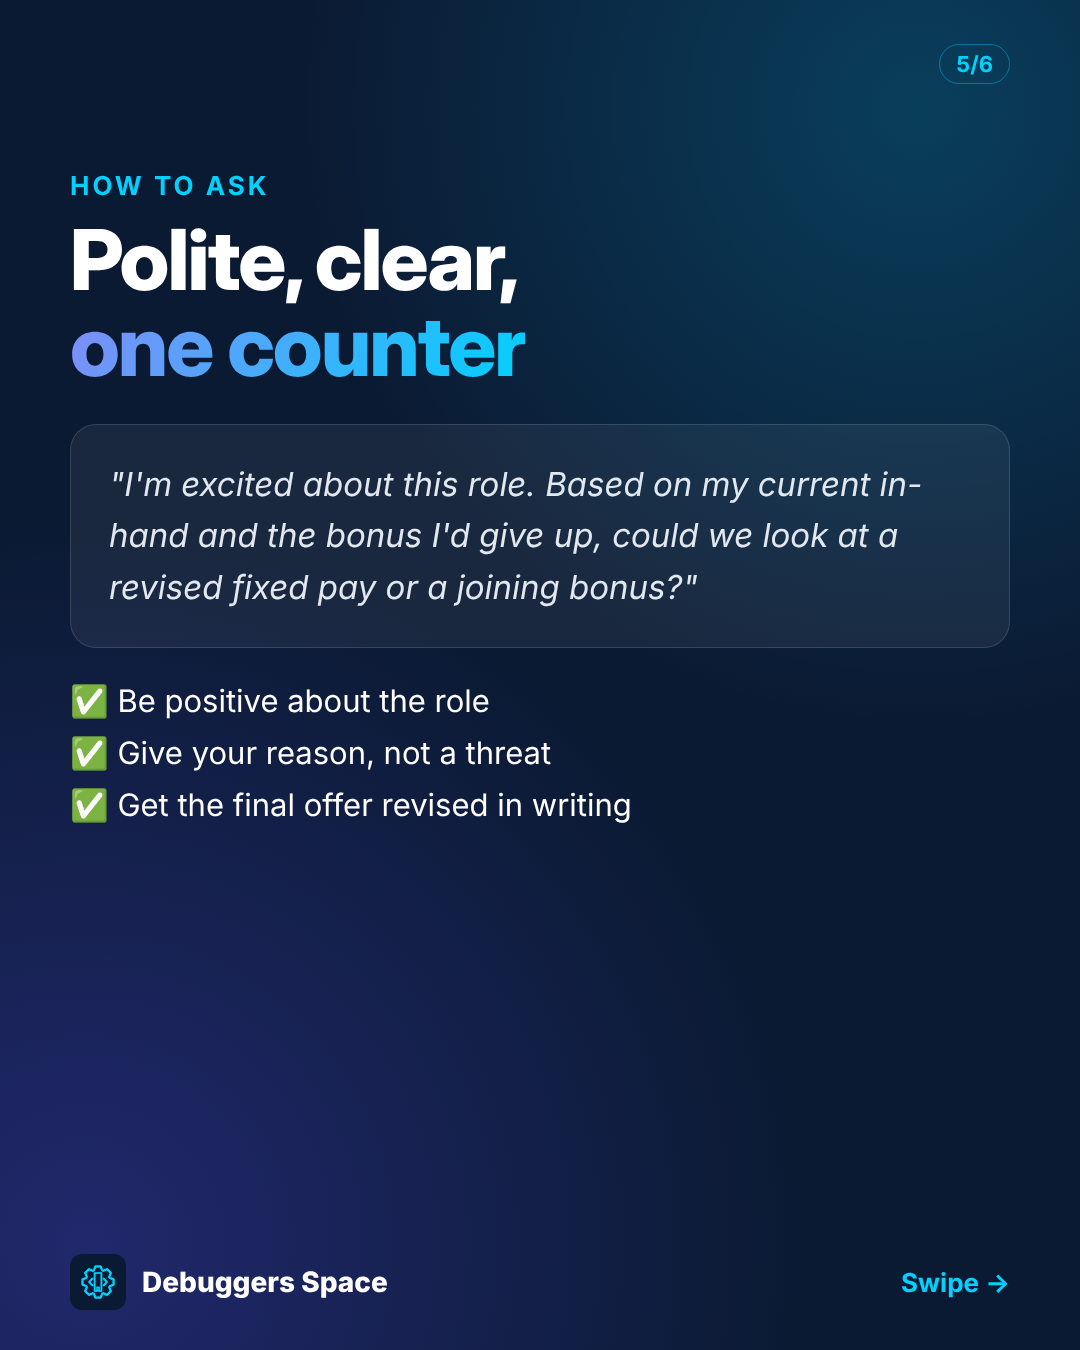 5/6
HOW TO ASK
Polite, clear,
one counter
"I'm excited about this role. Based on my current in-
hand and the bonus I'd give up, could we look at a
revised fixed pay or a joining bonus?"
✅ Be positive about the role
✅ Give your reason, not a threat
✅ Get the final offer revised in writing
Debuggers Space
Swipe →